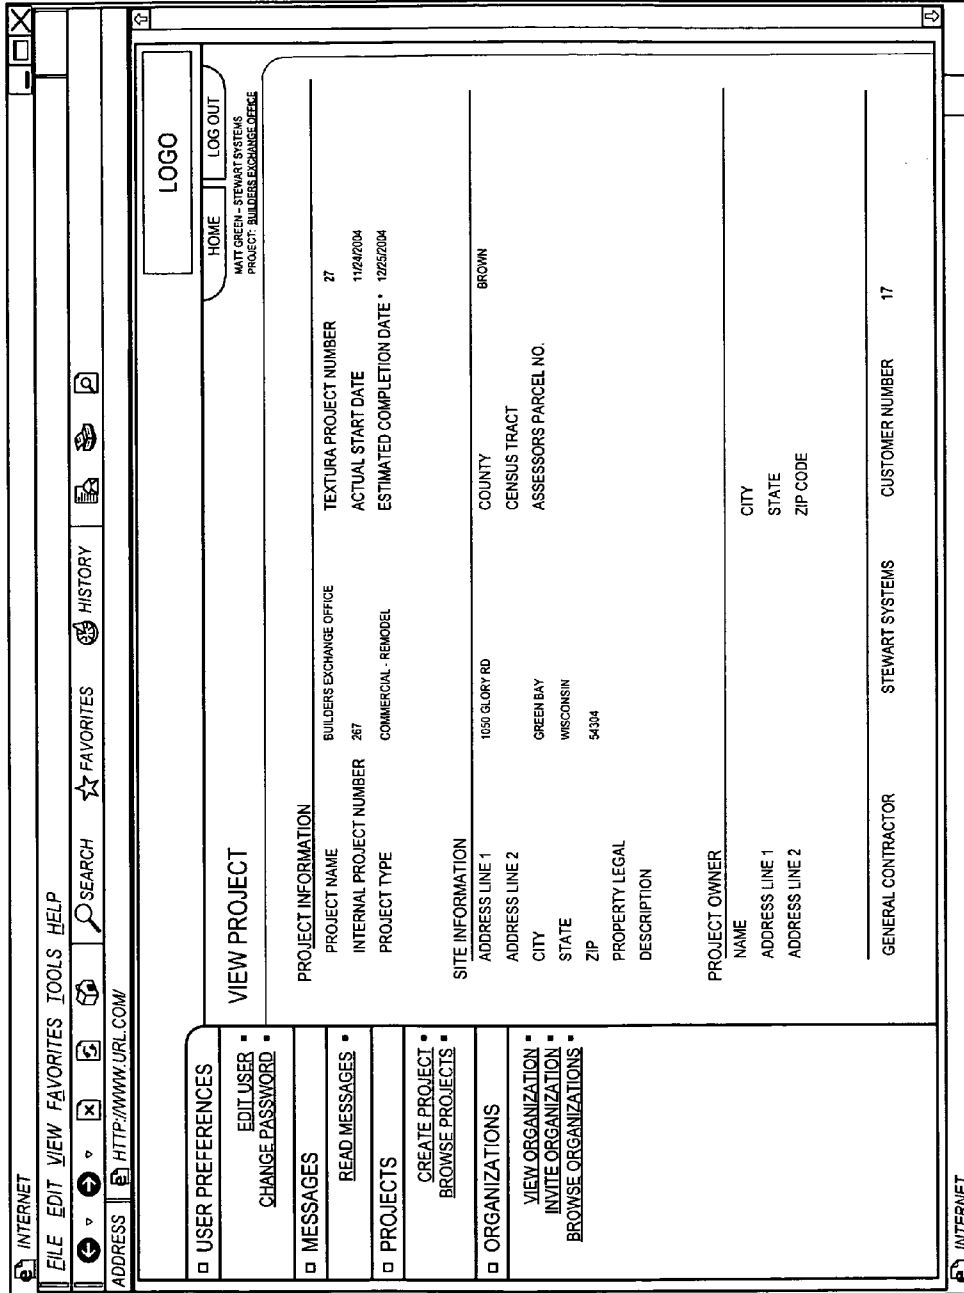 INTERNET
FILE EDIT VIEW FAVORITES TOOLS HELP
SEARCH FAVORITES HISTORY
ADDRESS HTTP://WWW.URL.COM/
LOGO
HOME LOG OUT
MATT GREEN – STEWART SYSTEMS
PROJECT: BUILDERS EXCHANGE OFFICE
USER PREFERENCES
EDIT USER
CHANGE PASSWORD
MESSAGES
READ MESSAGES
PROJECTS
CREATE PROJECT
BROWSE PROJECTS
ORGANIZATIONS
VIEW ORGANIZATION
INVITE ORGANIZATION
BROWSE ORGANIZATIONS
VIEW PROJECT
PROJECT INFORMATION
PROJECT NAME BUILDERS EXCHANGE OFFICE TEXTURA PROJECT NUMBER 27
INTERNAL PROJECT NUMBER 267 ACTUAL START DATE 11/24/2004
PROJECT TYPE COMMERCIAL - REMODEL ESTIMATED COMPLETION DATE * 12/25/2004
SITE INFORMATION
ADDRESS LINE 1 1050 GLORY RD COUNTY BROWN
ADDRESS LINE 2 CENSUS TRACT
CITY GREEN BAY ASSESSORS PARCEL NO.
STATE WISCONSIN
ZIP 54304
PROPERTY LEGAL
DESCRIPTION
PROJECT OWNER
NAME CITY
ADDRESS LINE 1 STATE
ADDRESS LINE 2 ZIP CODE
GENERAL CONTRACTOR STEWART SYSTEMS CUSTOMER NUMBER 17
INTERNET